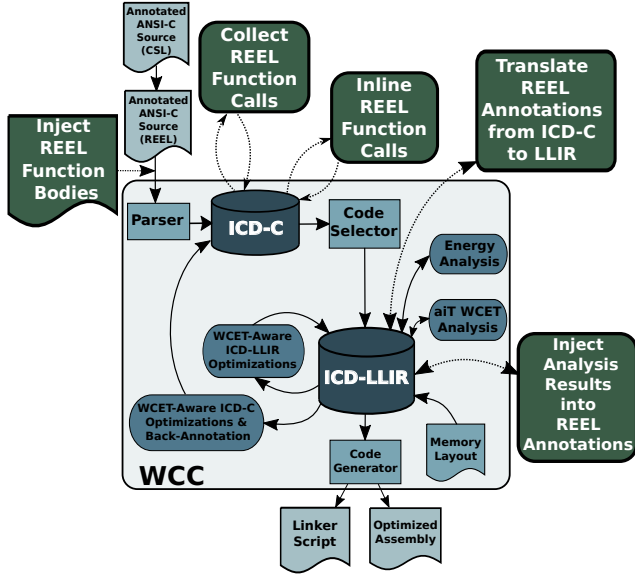 Annotated
ANSI-C
Source
(CSL)
Annotated
ANSI-C
Source
(REEL)
Collect
REEL
Function
Calls
Inline
REEL
Function
Calls
Translate
REEL
Annotations
from ICD-C
to LLIR
Inject
REEL
Function
Bodies
Parser
ICD-C
Code
Selector
Energy
Analysis
aiT WCET
Analysis
WCET-Aware
ICD-LLIR
Optimizations
ICD-LLIR
Inject
Analysis
Results
into
REEL
Annotations
WCET-Aware ICD-C
Optimizations &
Back-Annotation
Code
Generator
Memory
Layout
WCC
Linker
Script
Optimized
Assembly